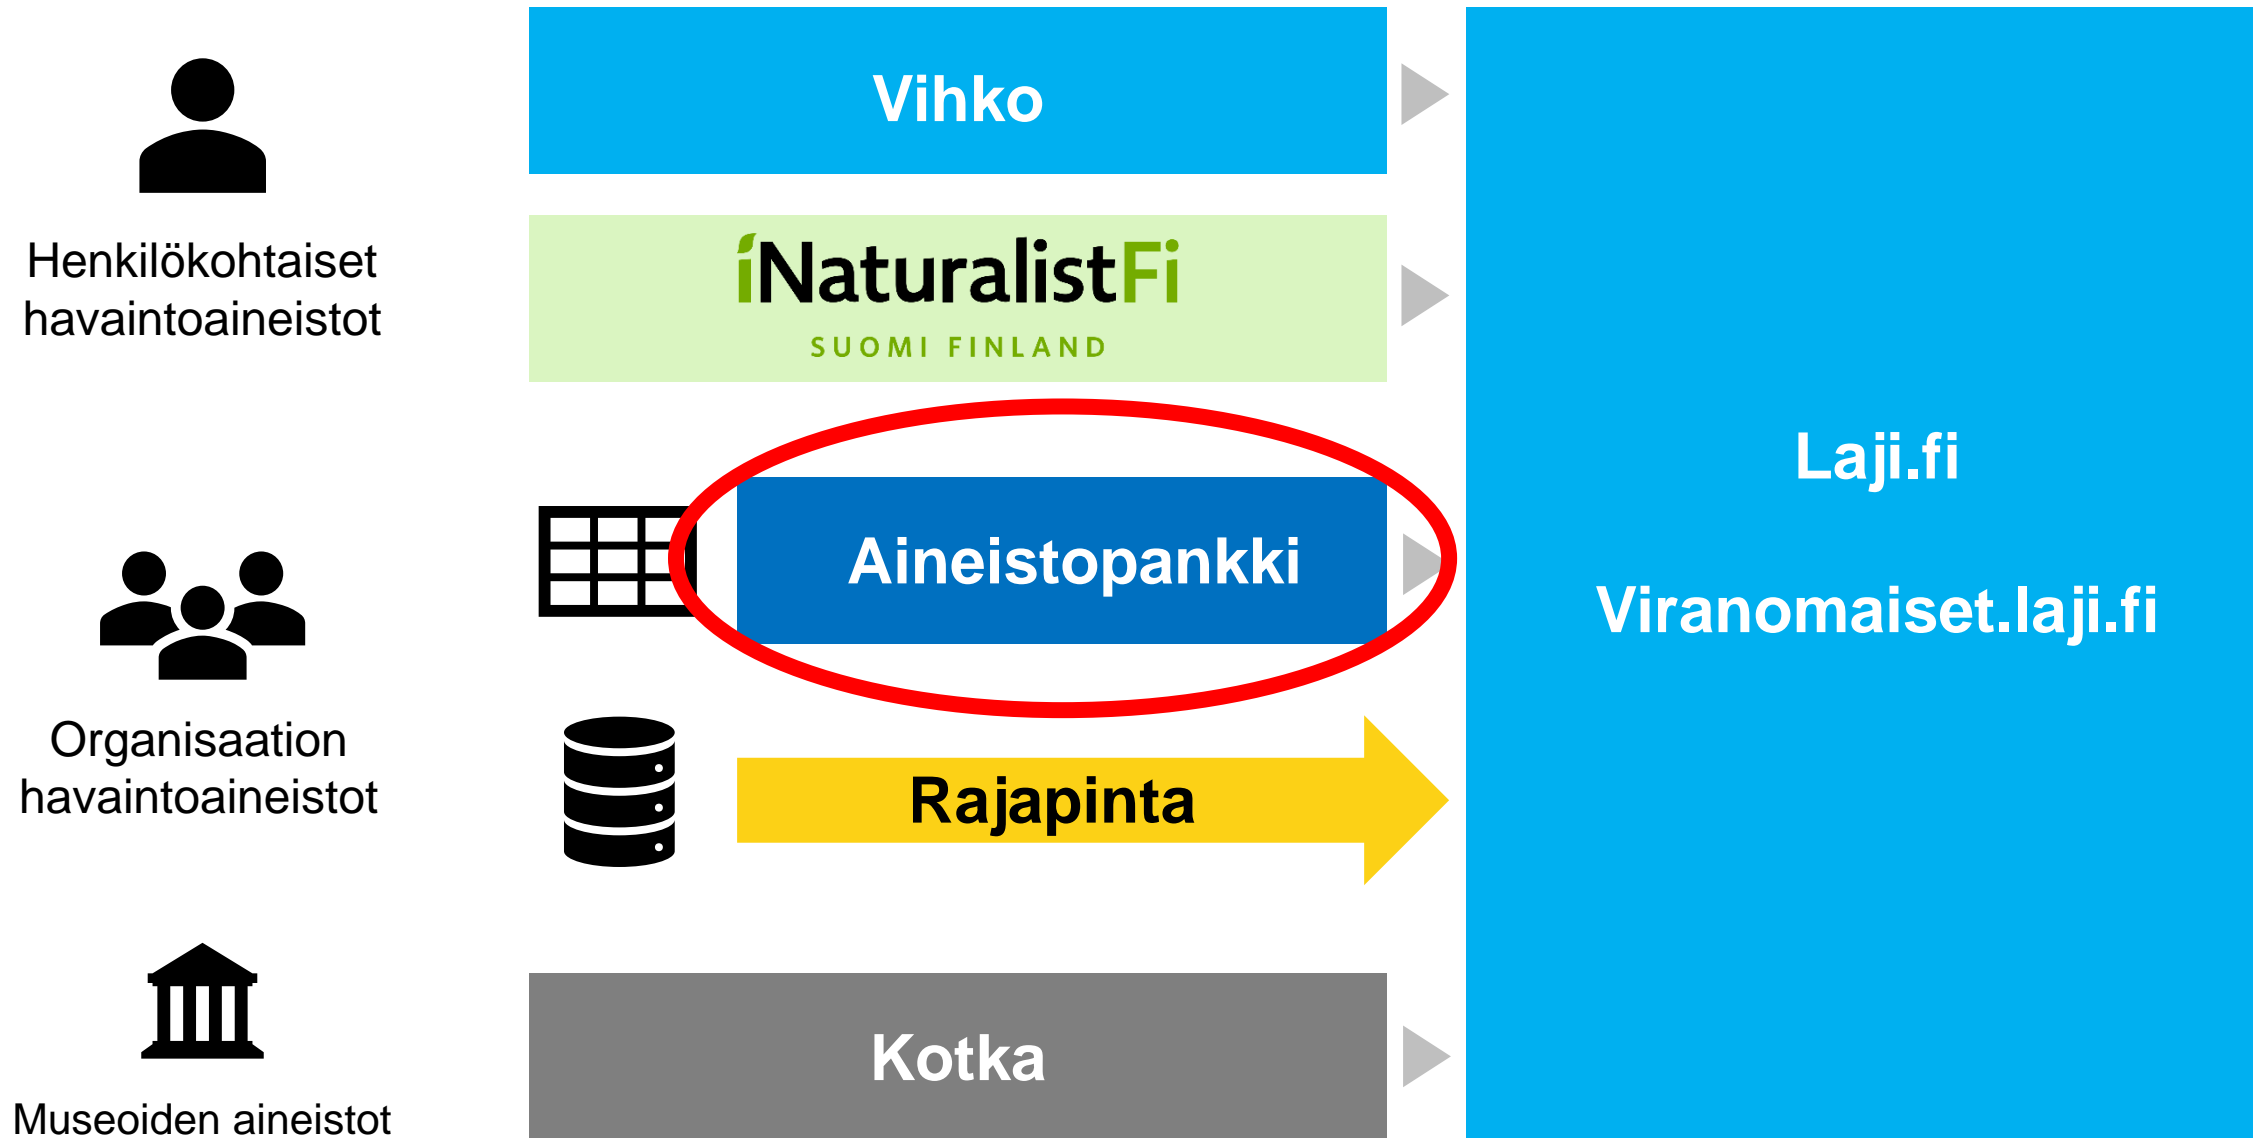 Vihko
Henkilökohtaiset
havaintoaineistot
iNaturalistFi
SUOMI FINLAND
Aineistopankki
Organisaation
havaintoaineistot
Rajapinta
Museoiden aineistot
Kotka
Laji.fi
Viranomaiset.laji.fi